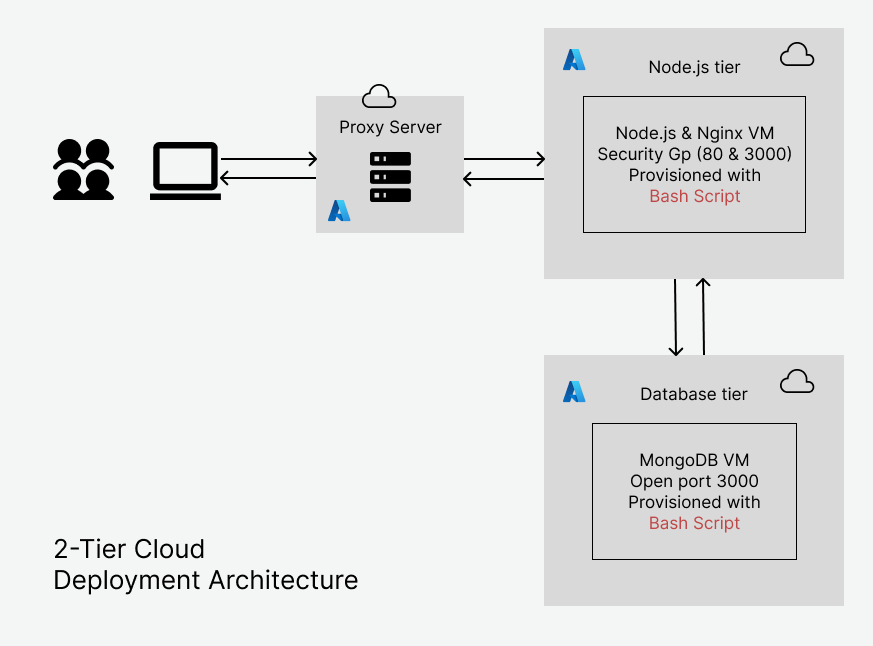 Node.js tier
Proxy Server
Node.js & Nginx VM
Security Gp (80 & 3000)
Provisioned with
Bash Script
Database tier
MongoDB VM
Open port 3000
Provisioned with
Bash Script
2-Tier Cloud
Deployment Architecture